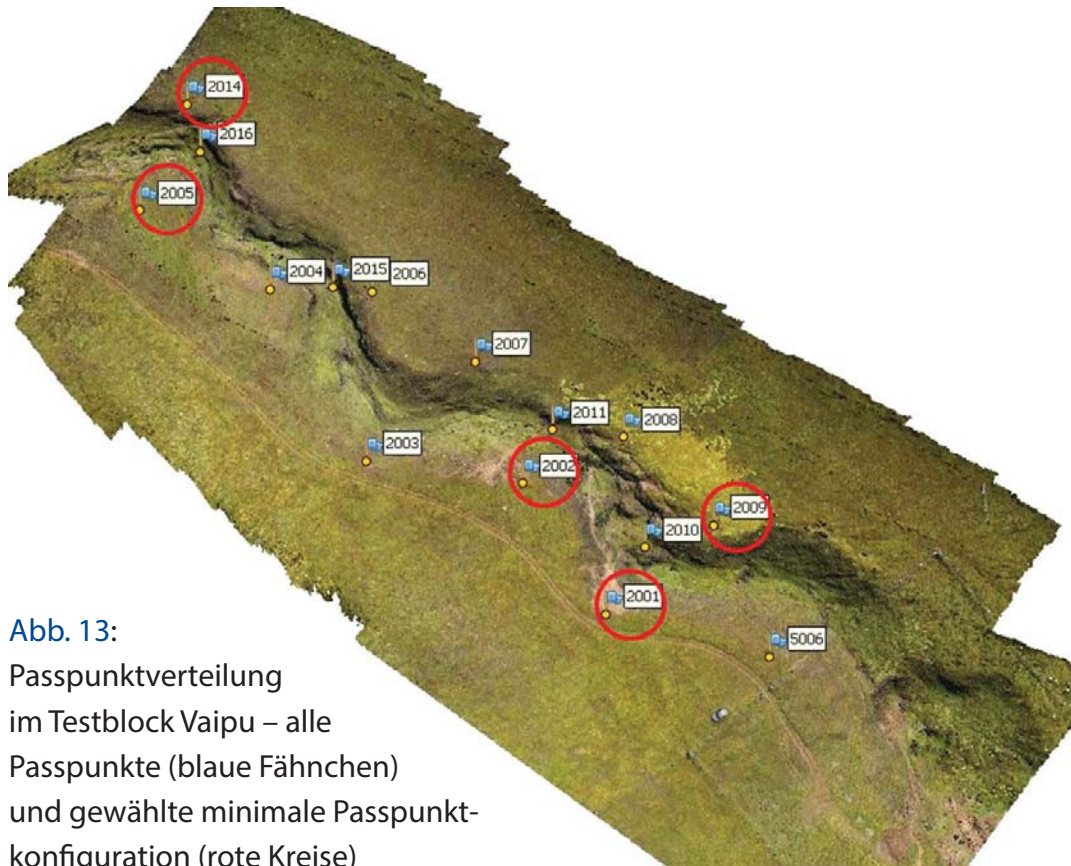 2014
2016
2005
2004
2015
2006
2007
2011
2008
2003
2002
2009
2010
2001
5006
Abb. 13:
Passpunktverteilung
im Testblock Vaipu – alle
Passpunkte (blaue Fähnchen)
und gewählte minimale Passpunkt-
konfiguration (rote Kreise)